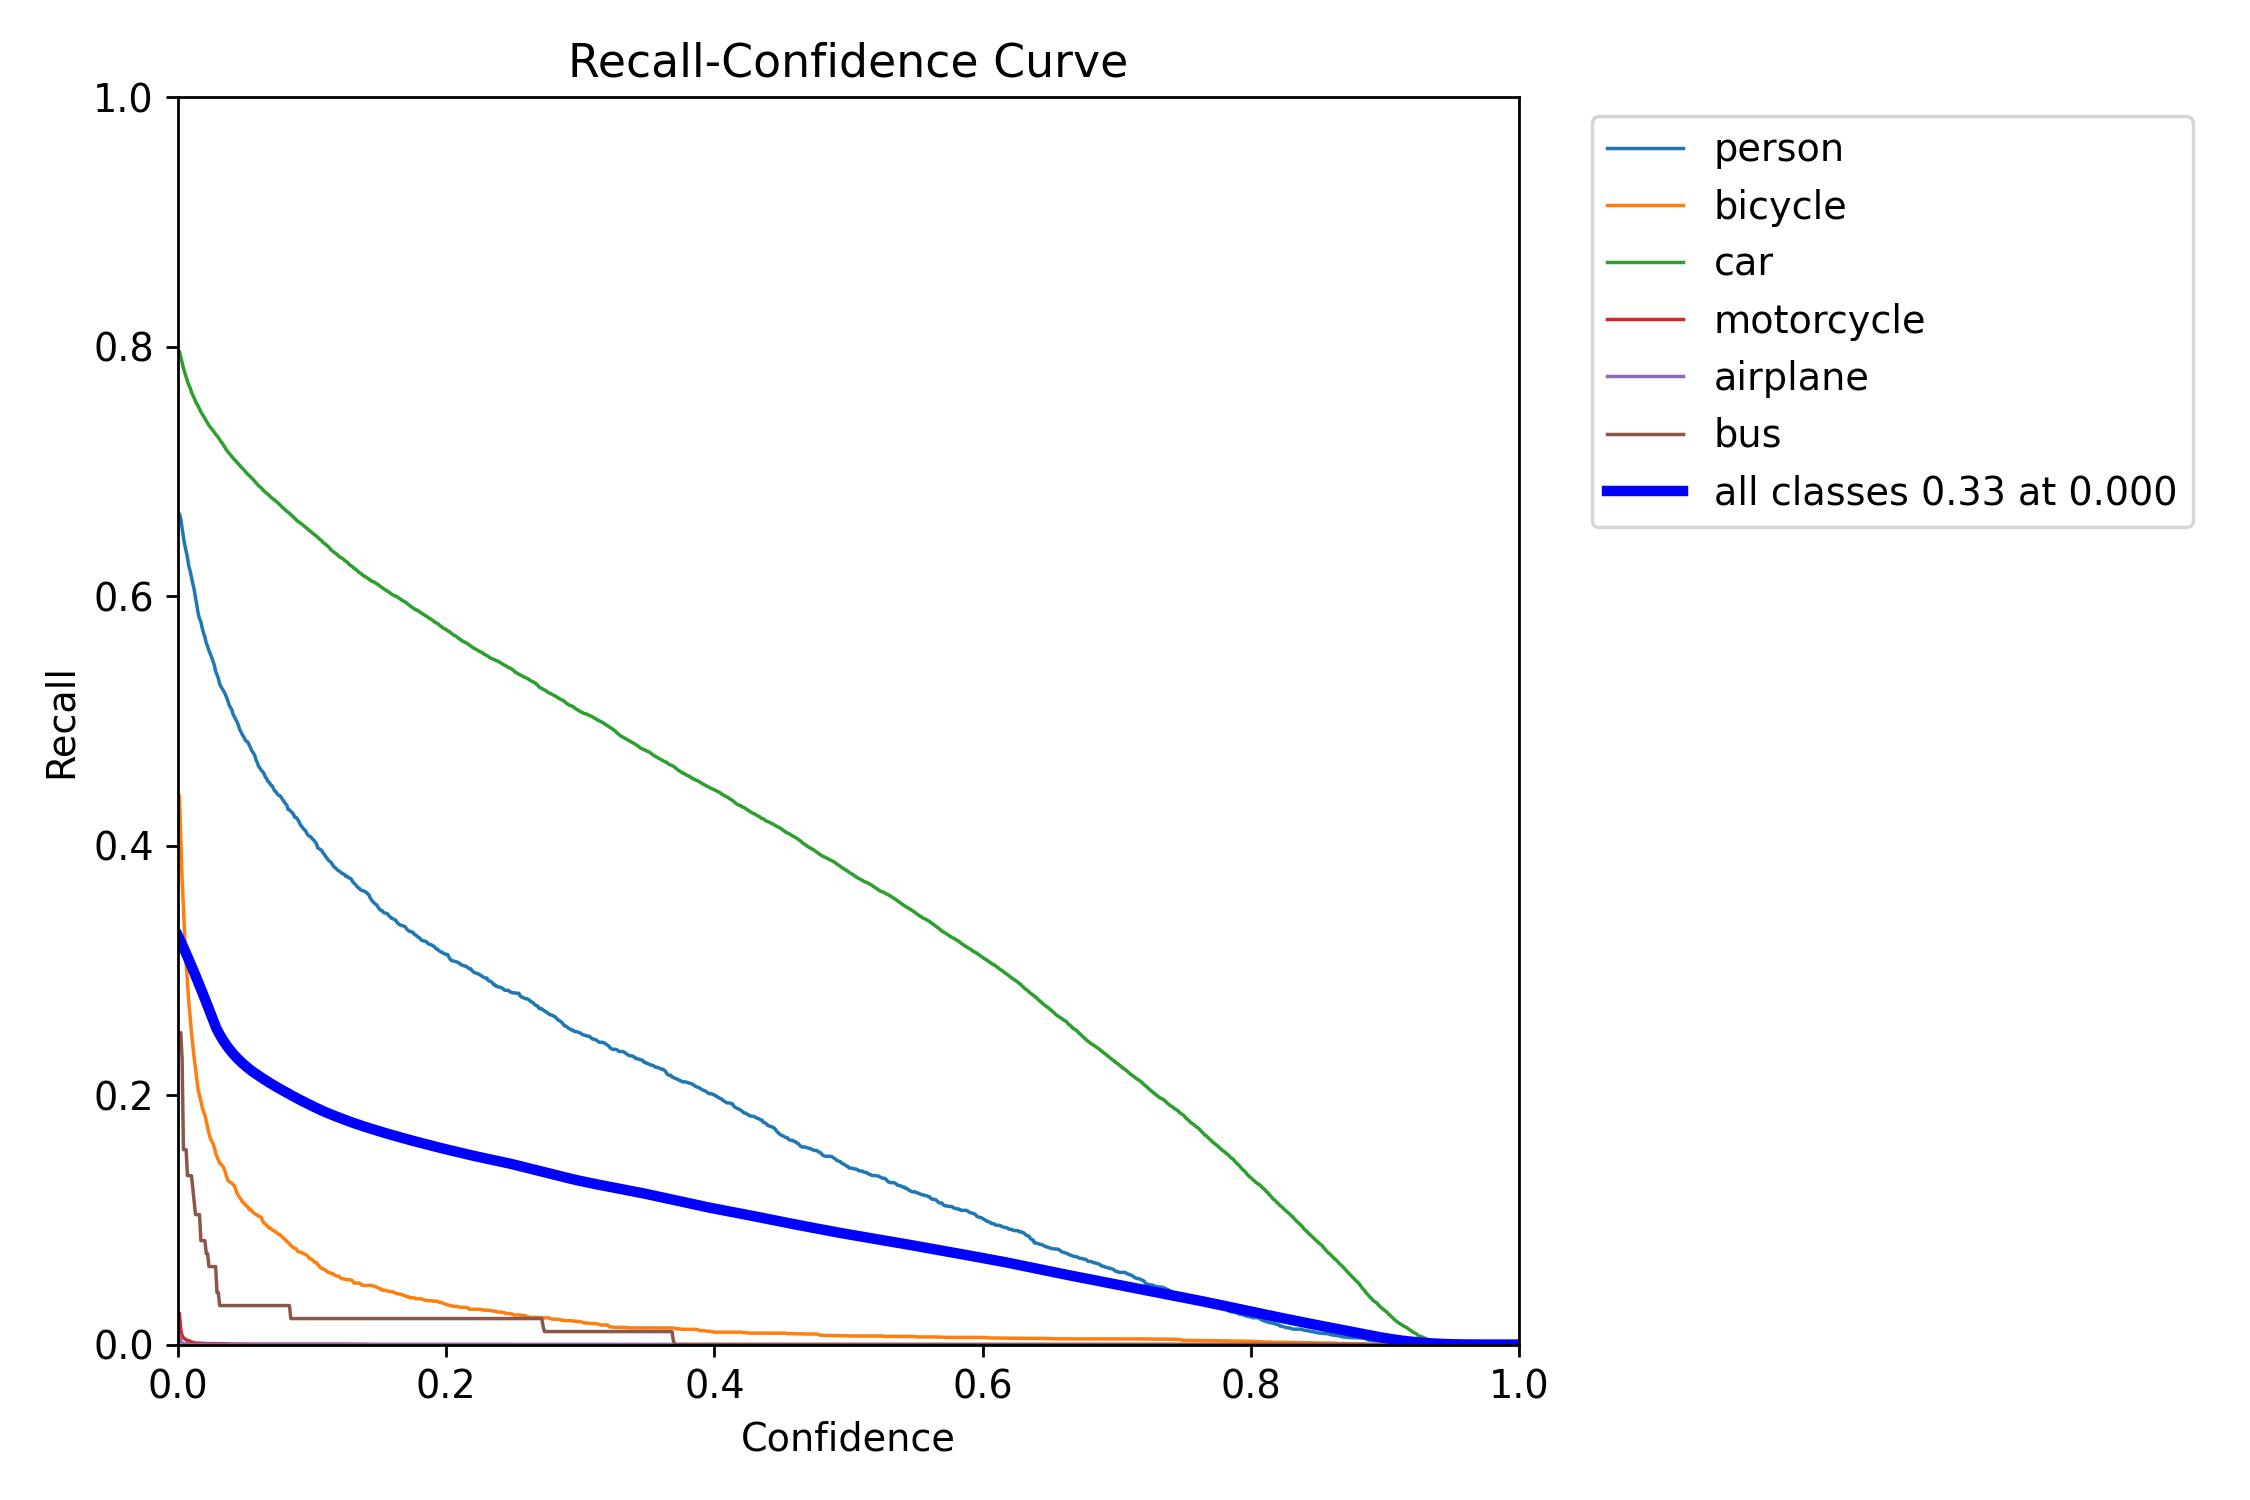 Recall-Confidence Curve
1.0
0.8
0.6
0.4
0.2
0.0
Recall
0.0 0.2 0.4 0.6 0.8 1.0
Confidence
person
bicycle
car
motorcycle
airplane
bus
all classes 0.33 at 0.000